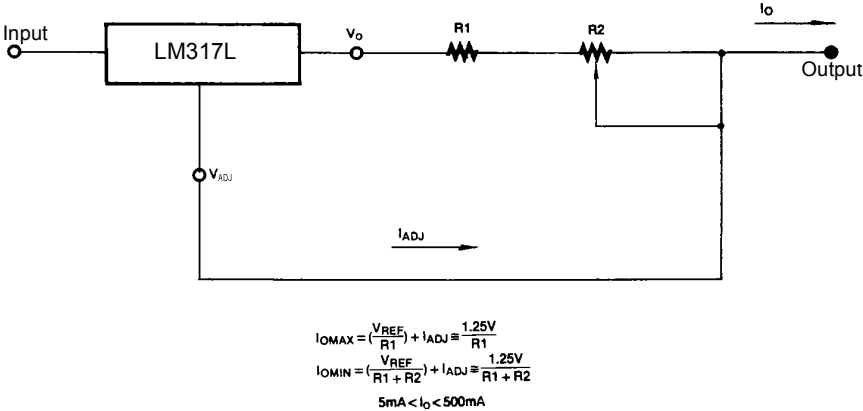 Input
LM317L
Vo
R1
R2
Io
Output
VADJ
IADJ
IOMAX = (VREF/R1) + IADJ ≅ 1.25V/R1
IOMIN = (VREF/R1 + R2) + IADJ ≅ 1.25V/R1 + R2
5mA < Io < 500mA